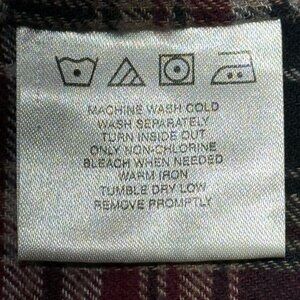 MACHINE WASH COLD
WASH SEPARATELY
TURN INSIDE OUT
ONLY NON-CHLORINE
BLEACH WHEN NEEDED
WARM IRON
TUMBLE DRY LOW
REMOVE PROMPTLY